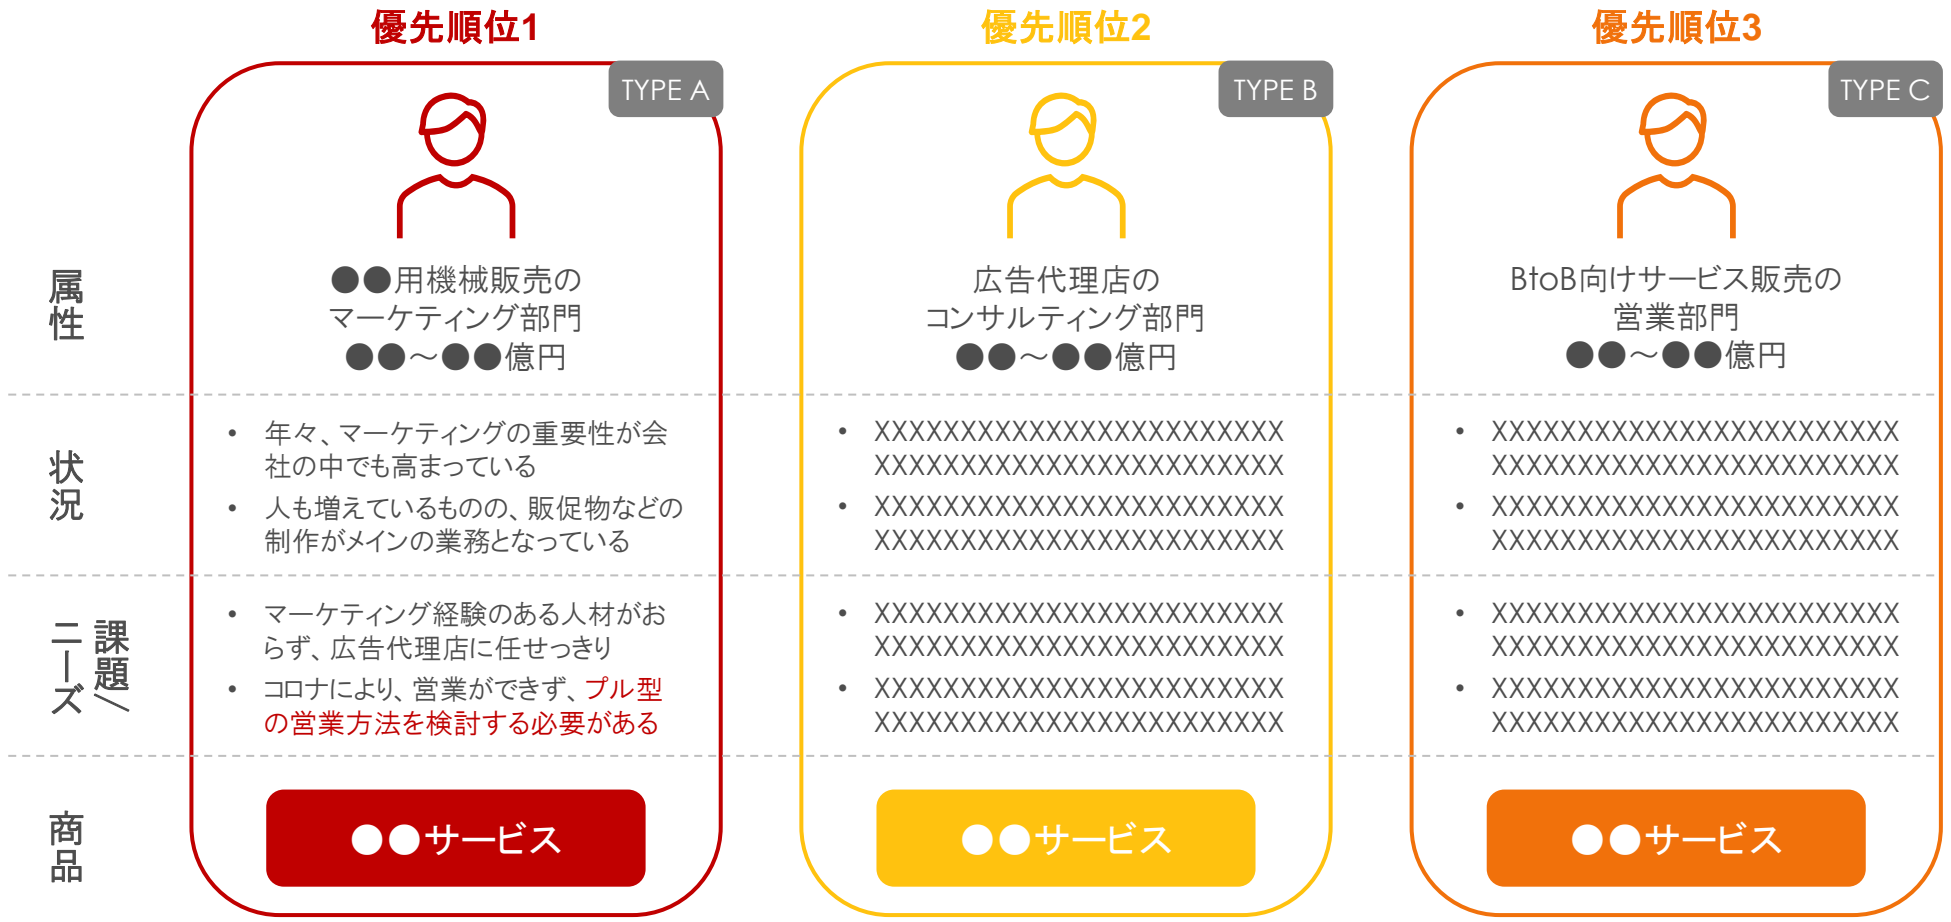 優先順位1
優先順位2
優先順位3
TYPE A
TYPE B
TYPE C
属性
●●用機械販売の
マーケティング部門
●●～●●億円
広告代理店の
コンサルティング部門
●●～●●億円
BtoB向けサービス販売の
営業部門
●●～●●億円
状況
• 年々、マーケティングの重要性が会
社の中でも高まっている
• 人も増えているものの、販促物などの
制作がメインの業務となっている
• XXXXXXXXXXXXXXXXXXXXXXXX
XXXXXXXXXXXXXXXXXXXXXXXX
• XXXXXXXXXXXXXXXXXXXXXXXX
XXXXXXXXXXXXXXXXXXXXXXXX
• XXXXXXXXXXXXXXXXXXXXXXXX
XXXXXXXXXXXXXXXXXXXXXXXX
• XXXXXXXXXXXXXXXXXXXXXXXX
XXXXXXXXXXXXXXXXXXXXXXXX
課題/
ニーズ
• マーケティング経験のある人材がお
らず、広告代理店に任せっきり
• コロナにより、営業ができず、プル型
の営業方法を検討する必要がある
• XXXXXXXXXXXXXXXXXXXXXXXX
XXXXXXXXXXXXXXXXXXXXXXXX
• XXXXXXXXXXXXXXXXXXXXXXXX
XXXXXXXXXXXXXXXXXXXXXXXX
• XXXXXXXXXXXXXXXXXXXXXXXX
XXXXXXXXXXXXXXXXXXXXXXXX
• XXXXXXXXXXXXXXXXXXXXXXXX
XXXXXXXXXXXXXXXXXXXXXXXX
商品
●●サービス
●●サービス
●●サービス